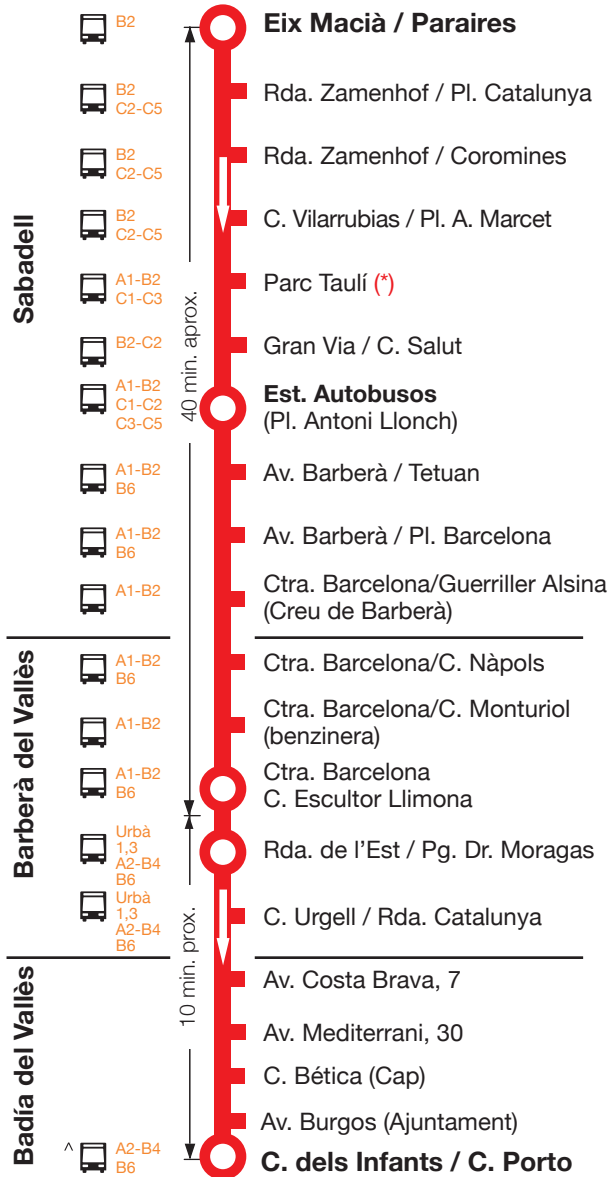 Sabadell
B2
Eix Macià / Paraires
B2
C2-C5
Rda. Zamenhof / Pl. Catalunya
B2
C2-C5
Rda. Zamenhof / Coromines
B2
C2-C5
C. Vilarrubias / Pl. A. Marcet
A1-B2
C1-C3
Parc Taulí (*)
B2-C2
Gran Via / C. Salut
40 min. aprox.
A1-B2
C1-C2
C3-C5
Est. Autobusos
(Pl. Antoni Llonch)
A1-B2
B6
Av. Barberà / Tetuan
A1-B2
B6
Av. Barberà / Pl. Barcelona
A1-B2
Ctra. Barcelona/Guerriller Alsina
(Creu de Barberà)
Barberà del Vallès
A1-B2
B6
Ctra. Barcelona/C. Nàpols
A1-B2
Ctra. Barcelona/C. Monturiol
(benzinera)
A1-B2
B6
Ctra. Barcelona
C. Escultor Llimona
Urbà
1,3
A2-B4
B6
Rda. de l'Est / Pg. Dr. Moragas
Urbà
1,3
A2-B4
B6
C. Urgell / Rda. Catalunya
10 min. prox.
Badía del Vallès
Av. Costa Brava, 7
Av. Mediterrani, 30
C. Bética (Cap)
Av. Burgos (Ajuntament)
^
A2-B4
B6
C. dels Infants / C. Porto